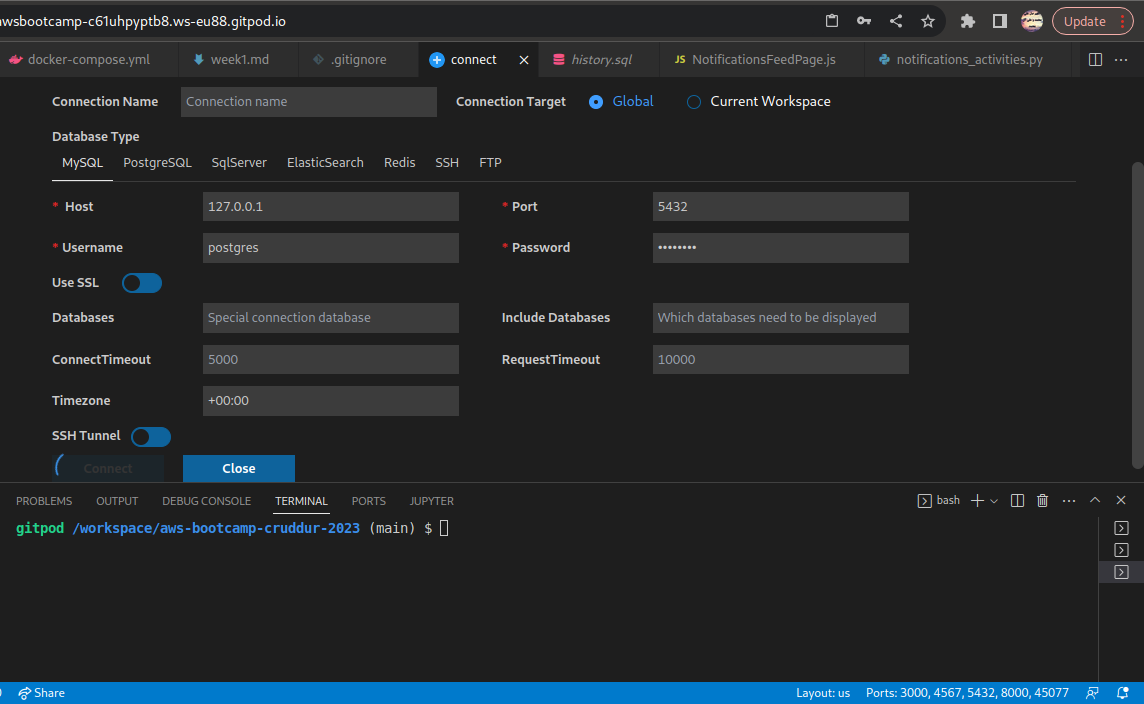 wsbootcamp-c61uhpyptb8.ws-eu88.gitpod.io Update
docker-compose.yml week1.md .gitignore connect history.sql JS NotificationsFeedPage.js notifications_activities.py
Connection Name Connection name Connection Target Global Current Workspace
Database Type
MySQL PostgreSQL SqlServer ElasticSearch Redis SSH FTP
* Host 127.0.0.1 * Port 5432
* Username postgres * Password ••••••••
Use SSL
Databases Special connection database Include Databases Which databases need to be displayed
ConnectTimeout 5000 RequestTimeout 10000
Timezone +00:00
SSH Tunnel
Connect Close
PROBLEMS OUTPUT DEBUG CONSOLE TERMINAL PORTS JUPYTER bash
gitpod /workspace/aws-bootcamp-cruddur-2023 (main) $
Share Layout: us Ports: 3000, 4567, 5432, 8000, 45077